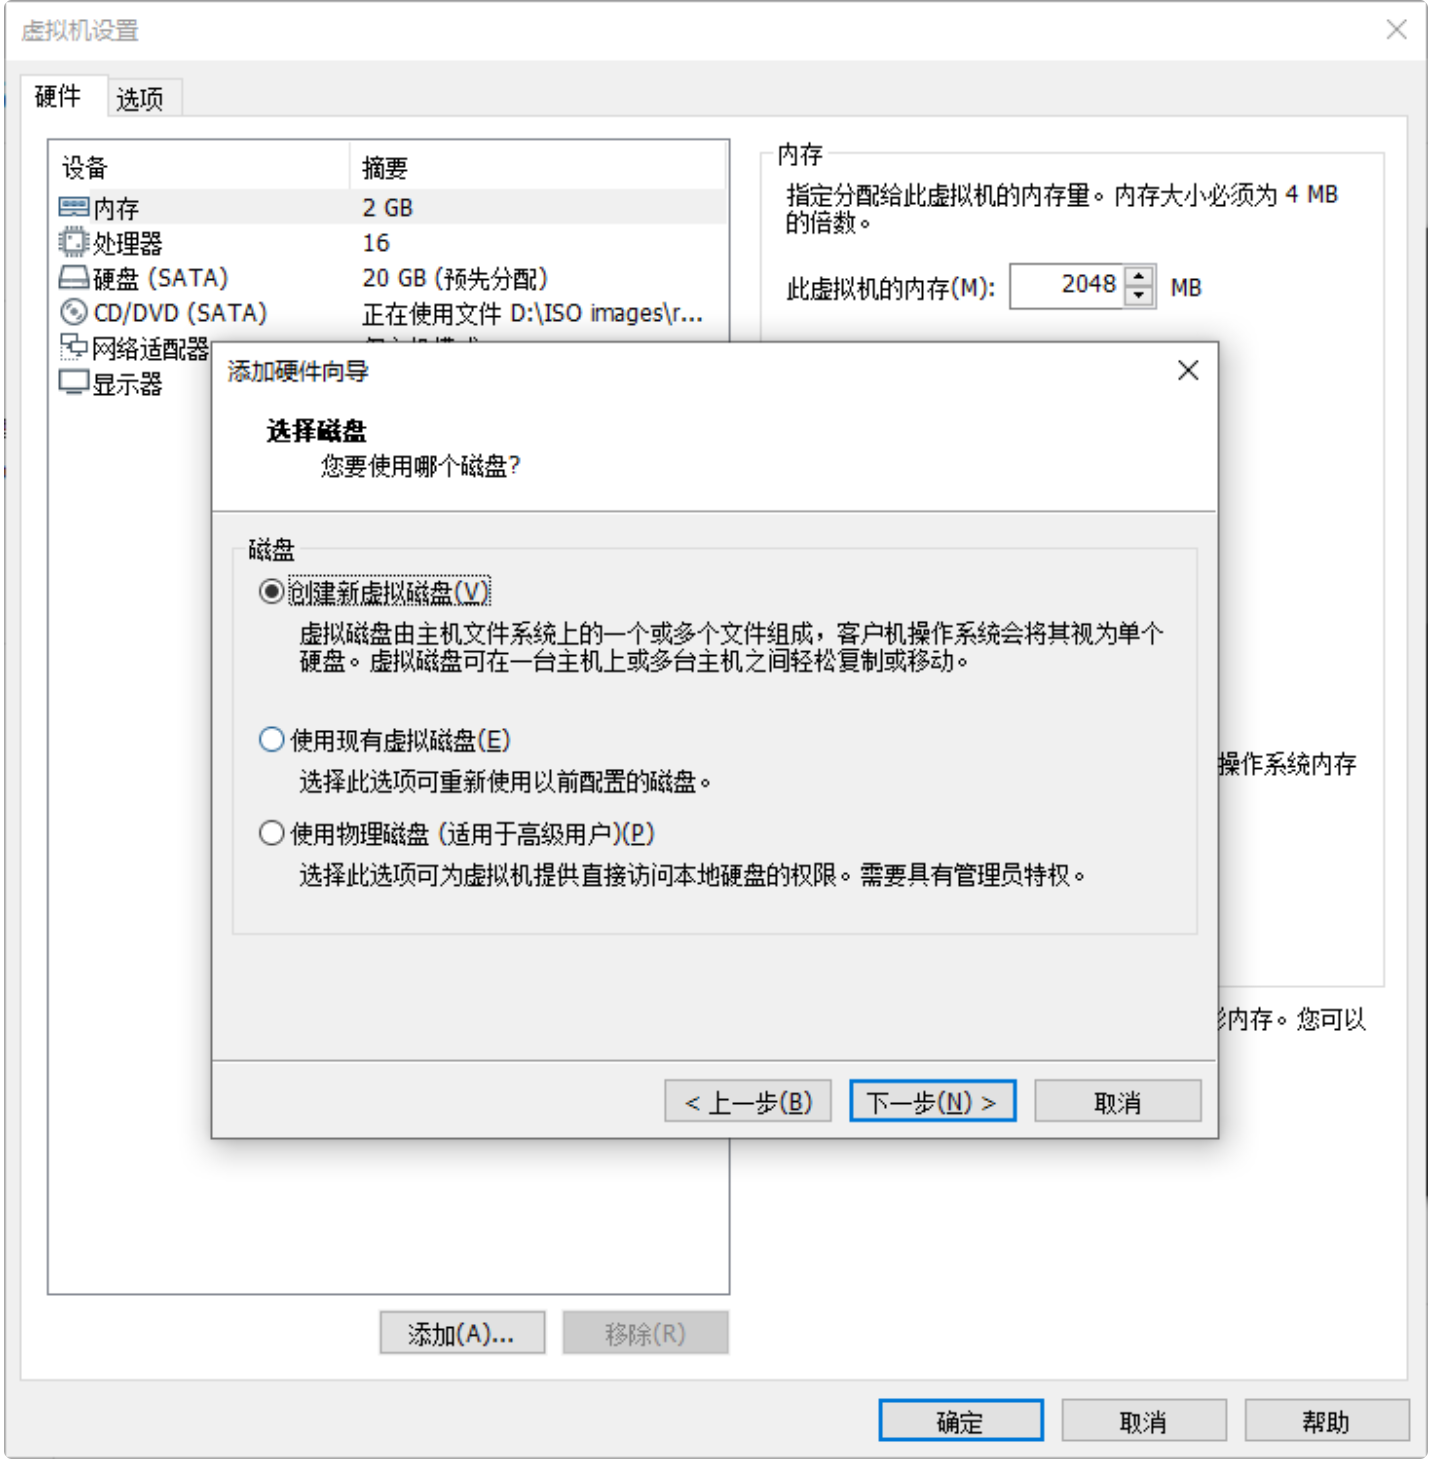 虚拟机设置
硬件
选项
设备
摘要
内存
2 GB
处理器
16
硬盘 (SATA)
20 GB (预先分配)
CD/DVD (SATA)
正在使用文件 D:\ISO images\r...
网络适配器
显示器
内存
指定分配给此虚拟机的内存量。内存大小必须为 4 MB
的倍数。
此虚拟机的内存(M):
2048
MB
添加硬件向导
选择磁盘
您要使用哪个磁盘?
磁盘
创建新虚拟磁盘(V)
虚拟磁盘由主机文件系统上的一个或多个文件组成，客户机操作系统会将其视为单个
硬盘。虚拟磁盘可在一台主机上或多台主机之间轻松复制或移动。
使用现有虚拟磁盘(E)
选择此选项可重新使用以前配置的磁盘。
操作系统内存
使用物理磁盘 (适用于高级用户)(P)
选择此选项可为虚拟机提供直接访问本地硬盘的权限。需要具有管理员特权。
内存。您可以
< 上一步(B)
下一步(N) >
取消
添加(A)...
移除(R)
确定
取消
帮助